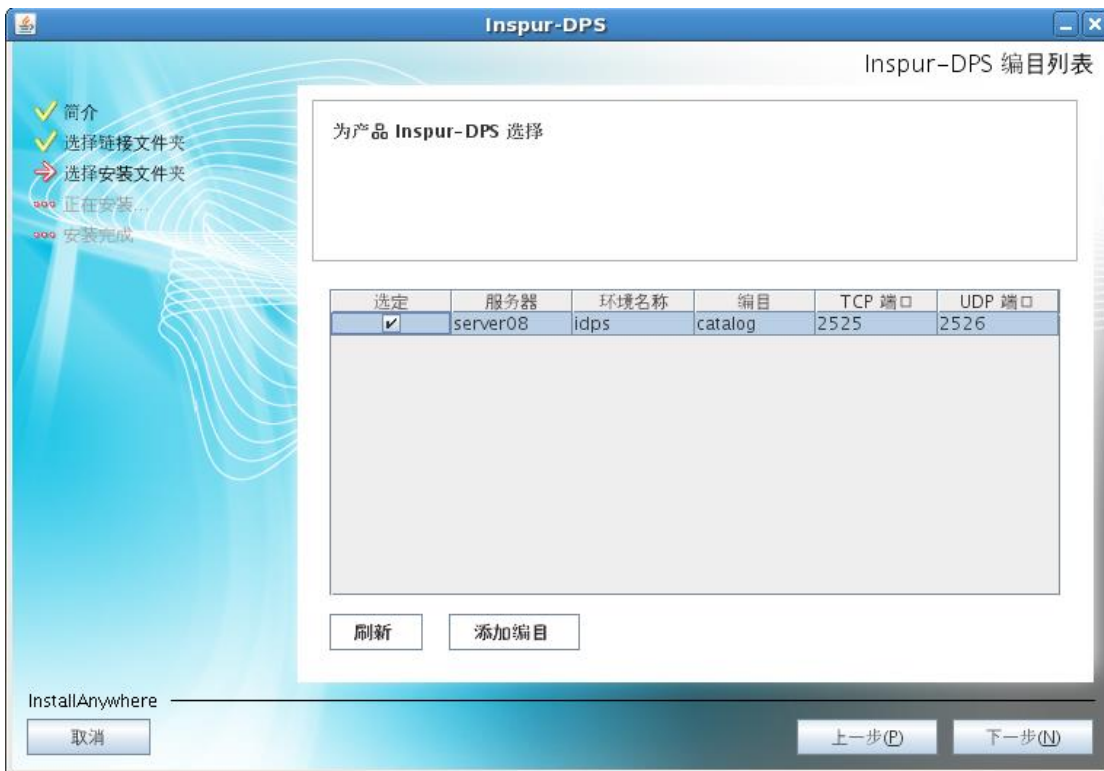 Inspur-DPS
Inspur-DPS 编目列表
简介
选择链接文件夹
选择安装文件夹
正在安装...
安装完成
为产品 Inspur-DPS 选择
选定 服务器 环境名称 编目 TCP 端口 UDP 端口
server08 idps catalog 2525 2526
刷新 添加编目
InstallAnywhere
取消 上一步(P) 下一步(N)